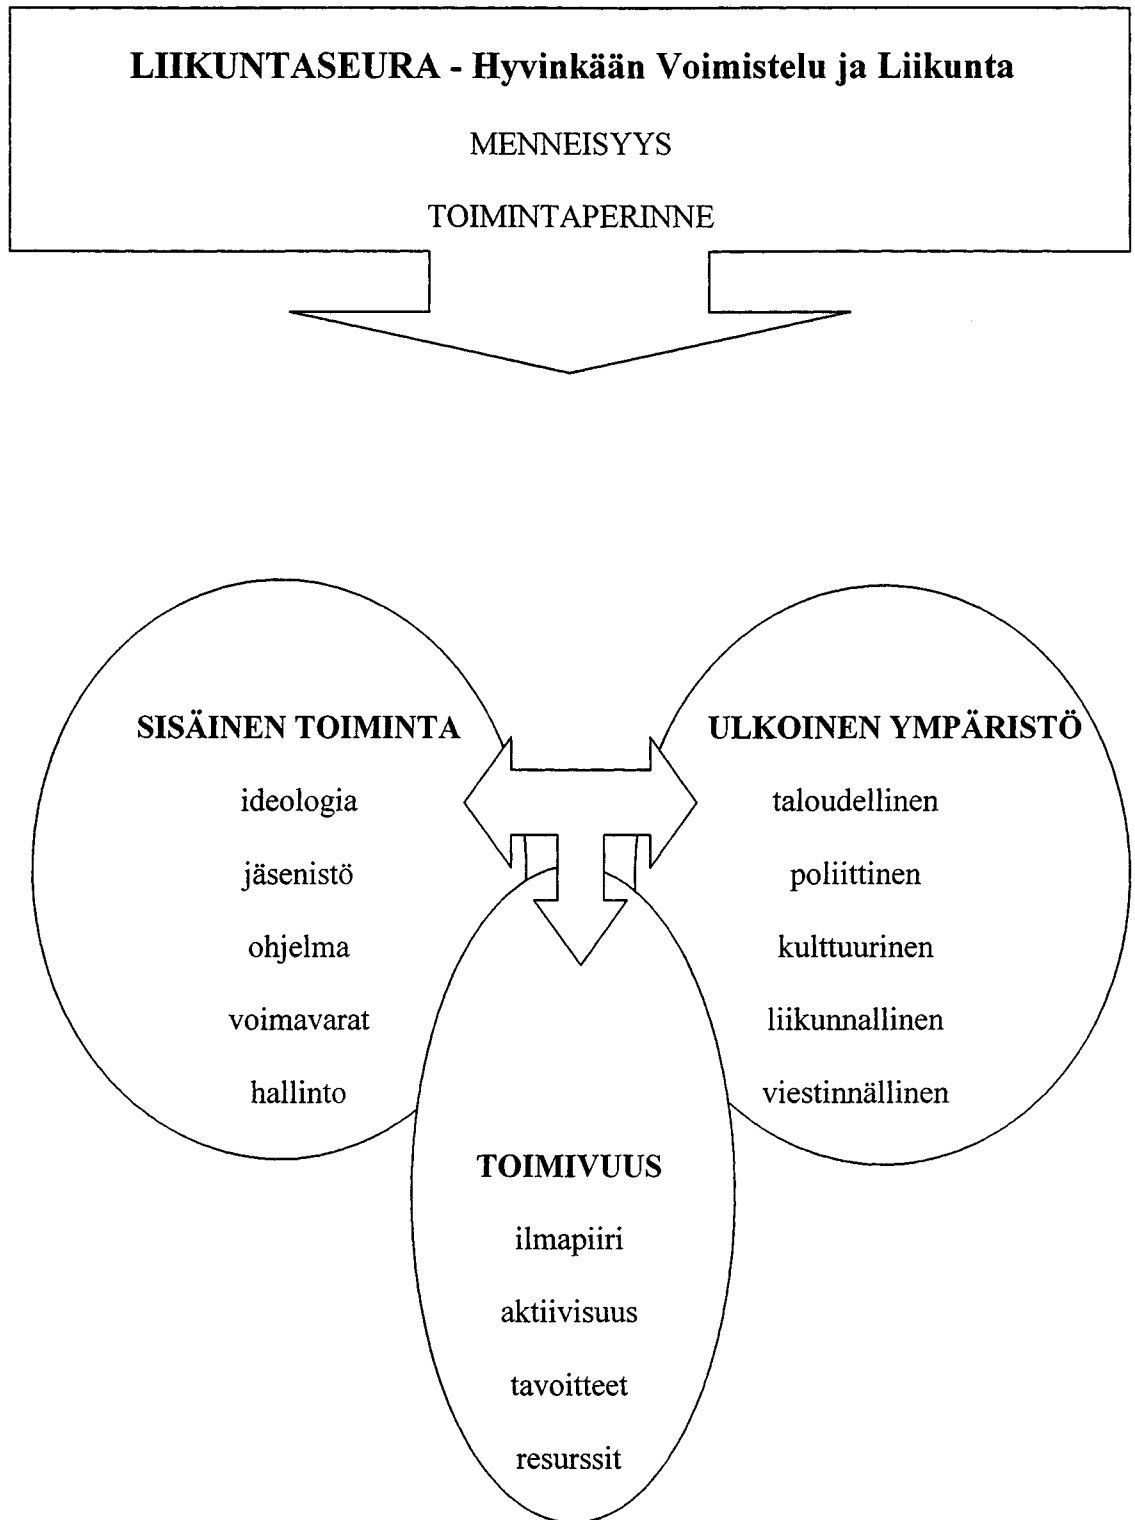 LIIKUNTASEURA - Hyvinkään Voimistelu ja Liikunta
MENNEISYYS
TOIMINTAPERINNE
SISÄINEN TOIMINTA
ideologia
jäsenistö
ohjelma
voimavarat
hallinto
ULKOINEN YMPÄRISTÖ
taloudellinen
poliittinen
kulttuurinen
liikunnallinen
viestinnällinen
TOIMIVUUS
ilmapiiri
aktiivisuus
tavoitteet
resurssit